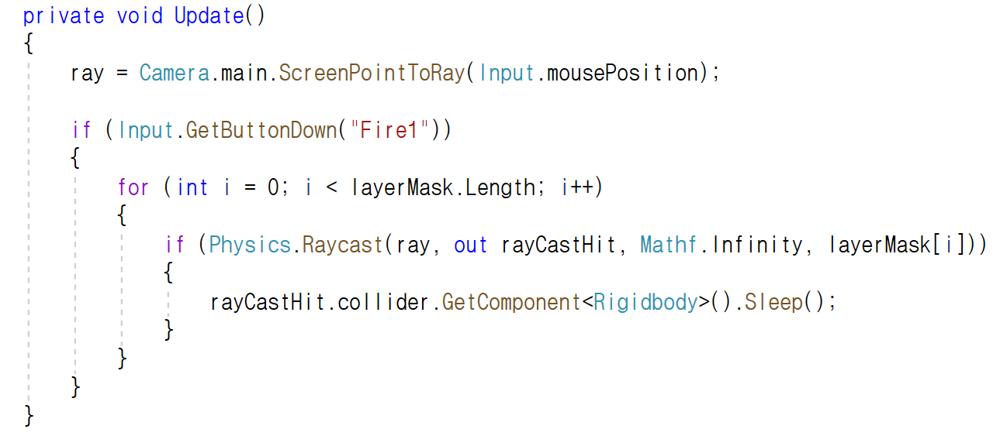 private void Update()
{
    ray = Camera.main.ScreenPointToRay(Input.mousePosition);

    if (Input.GetButtonDown("Fire1"))
    {
        for (int i = 0; i < layerMask.Length; i++)
        {
            if (Physics.Raycast(ray, out rayCastHit, Mathf.Infinity, layerMask[i]))
            {
                rayCastHit.collider.GetComponent<Rigidbody>().Sleep();
            }
        }
    }
}